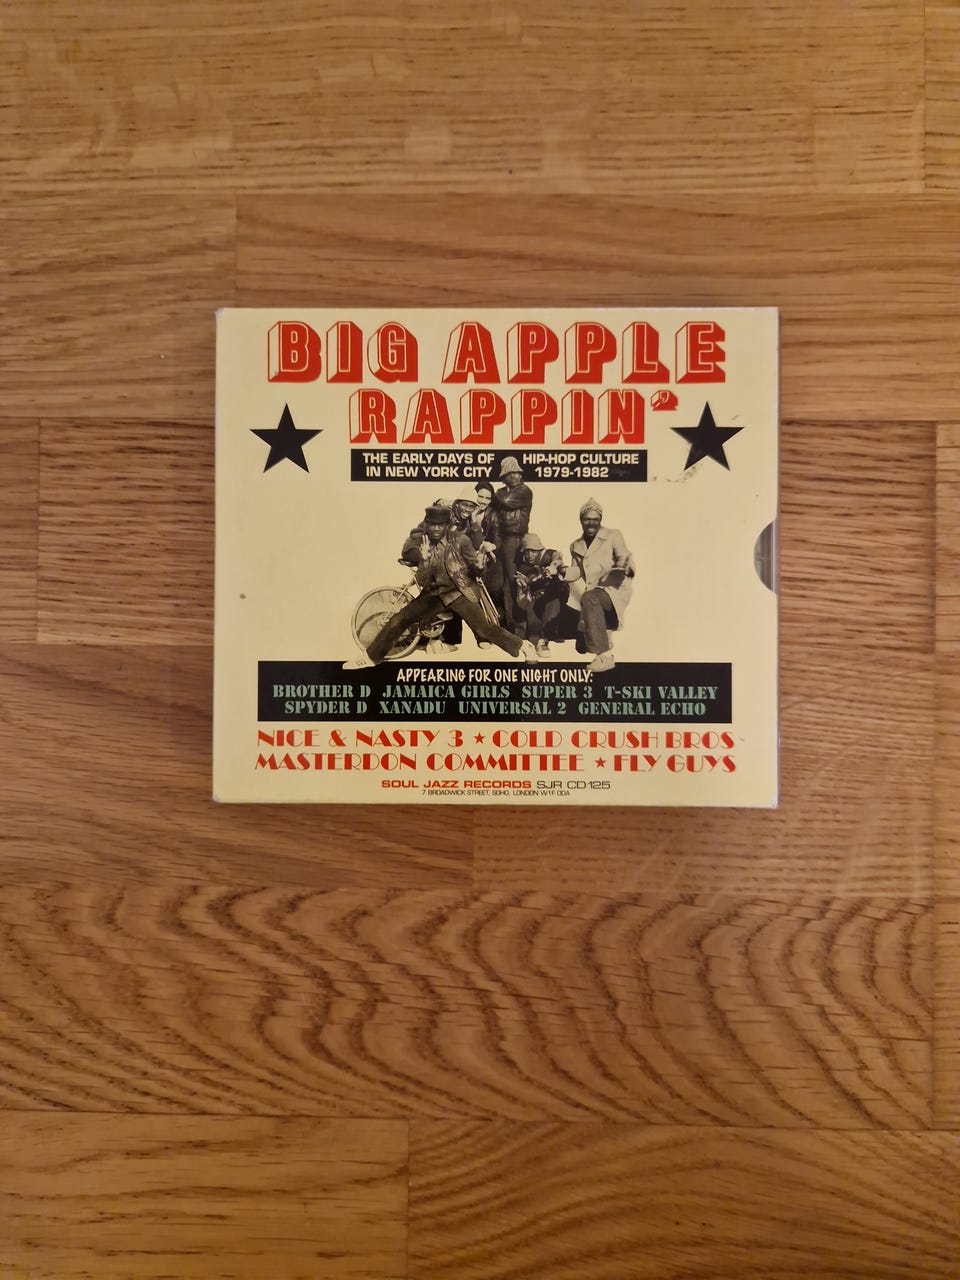 BIG APPLE
RAPPIN'
THE EARLY DAYS OF HIP-HOP CULTURE
IN NEW YORK CITY 1979-1982
APPEARING FOR ONE NIGHT ONLY:
BROTHER D JAMAICA GIRLS SUPER 3 T-SKI VALLEY
SPYDER D XANADU UNIVERSAL 2 GENERAL ECHO
NICE & NASTY 3 ★ COLD CRUSH BROS
MASTERDON COMMITTEE ★ FLY GUYS
SOUL JAZZ RECORDS SJR CD125
7 BROADWICK STREET, SOHO, LONDON W1F 0DA